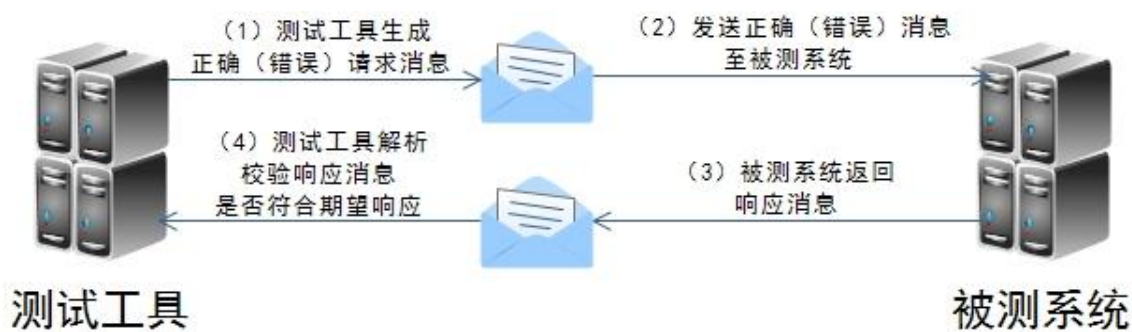 （1）测试工具生成
正确（错误）请求消息
（2）发送正确（错误）消息
至被测系统
（4）测试工具解析
校验响应消息
是否符合期望响应
（3）被测系统返回
响应消息
测试工具
被测系统